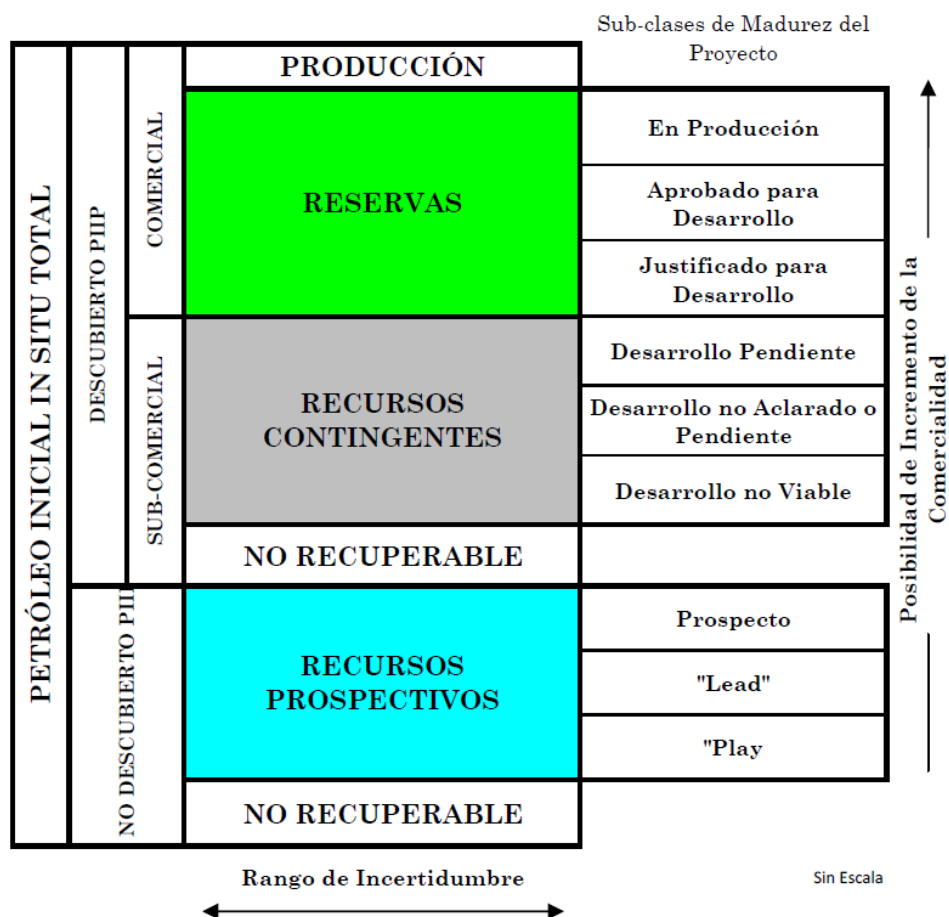 Sub-clases de Madurez del
Proyecto
PETRÓLEO INICIAL IN SITU TOTAL
DESCUBIERTO PIIP
COMERCIAL
PRODUCCIÓN
RESERVAS
En Producción
Aprobado para
Desarrollo
Justificado para
Desarrollo
SUB-COMERCIAL
RECURSOS
CONTINGENTES
Desarrollo Pendiente
Desarrollo no Aclarado o
Pendiente
Desarrollo no Viable
NO RECUPERABLE
NO DESCUBIERTO PIII
RECURSOS
PROSPECTIVOS
Prospecto
"Lead"
"Play
NO RECUPERABLE
Posibilidad de Incremento de la
Comercialidad
Rango de Incertidumbre
Sin Escala